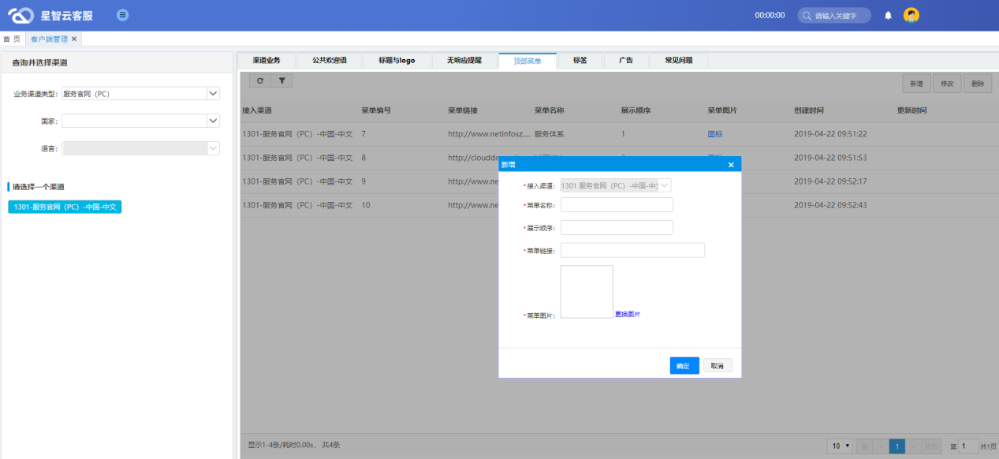 星智云客服
00:00:00
请输入关键字
首 页
客户端管理 ×
查询并选择渠道
业务渠道类型: 服务官网（PC）
国家:
语言:
请选择一个渠道
1301-服务官网（PC）-中国-中文
渠道业务 公共欢迎语 标题与logo 无响应提醒 顶部菜单 标签 广告 常见问题
新增 修改 删除
接入渠道 菜单编号 菜单链接 菜单名称 展示顺序 菜单图片 创建时间 更新时间
1301-服务官网（PC）-中国-中文 7 http://www.netinfosz.... 服务体系 1 图标 2019-04-22 09:51:22
1301-服务官网（PC）-中国-中文 8 http://cloudde 2019-04-22 09:51:53
1301-服务官网（PC）-中国-中文 9 http://www.ne 2019-04-22 09:52:17
1301-服务官网（PC）-中国-中文 10 http://www.ne 2019-04-22 09:52:43
新增 ×
*接入渠道: 1301 服务官网（PC）-中国-中
*菜单名称:
*展示顺序:
*菜单链接:
*菜单图片: 更换图片
确定 取消
显示1-4条/耗时0.00s, 共4条
10 1 第 1 共1页